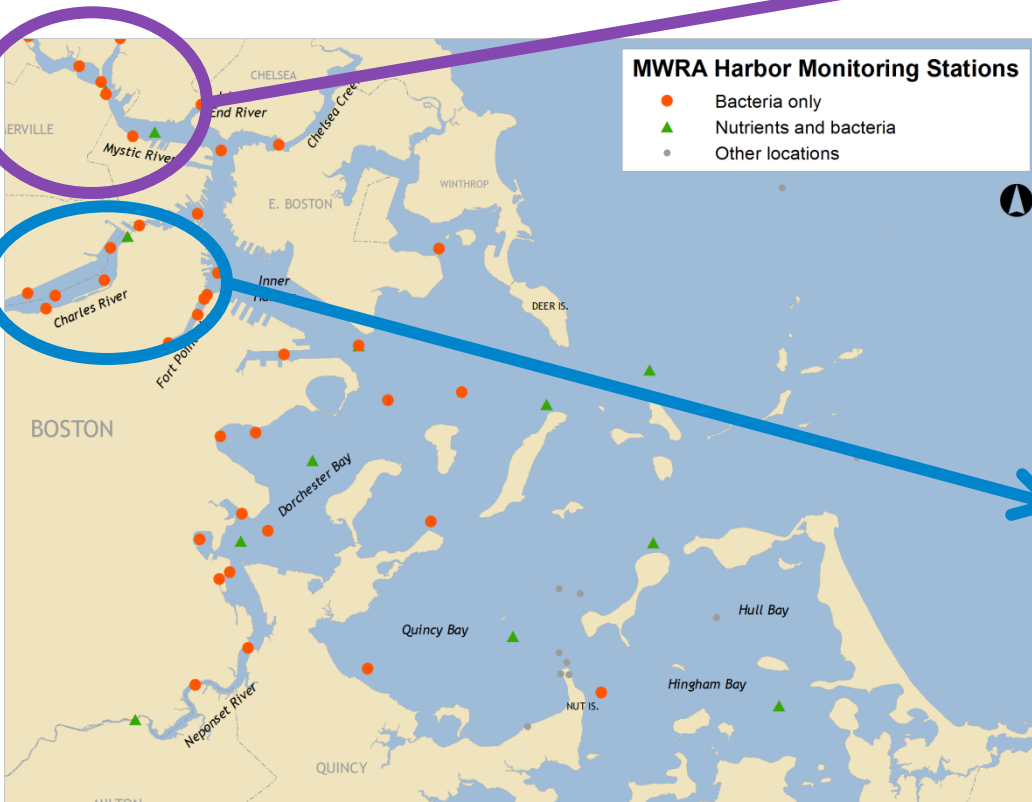 MWRA Harbor Monitoring Stations
Bacteria only
Nutrients and bacteria
Other locations
CHELSEA
End River
Chelsea Cree
ERVILLE
Mystic River
WINTHROP
E. BOSTON
Inner
DEER IS.
Charles River
Fort Poin
BOSTON
Dorchester Bay
Hull Bay
Quincy Bay
Hingham Bay
NUT IS.
Neponset River
QUINCY